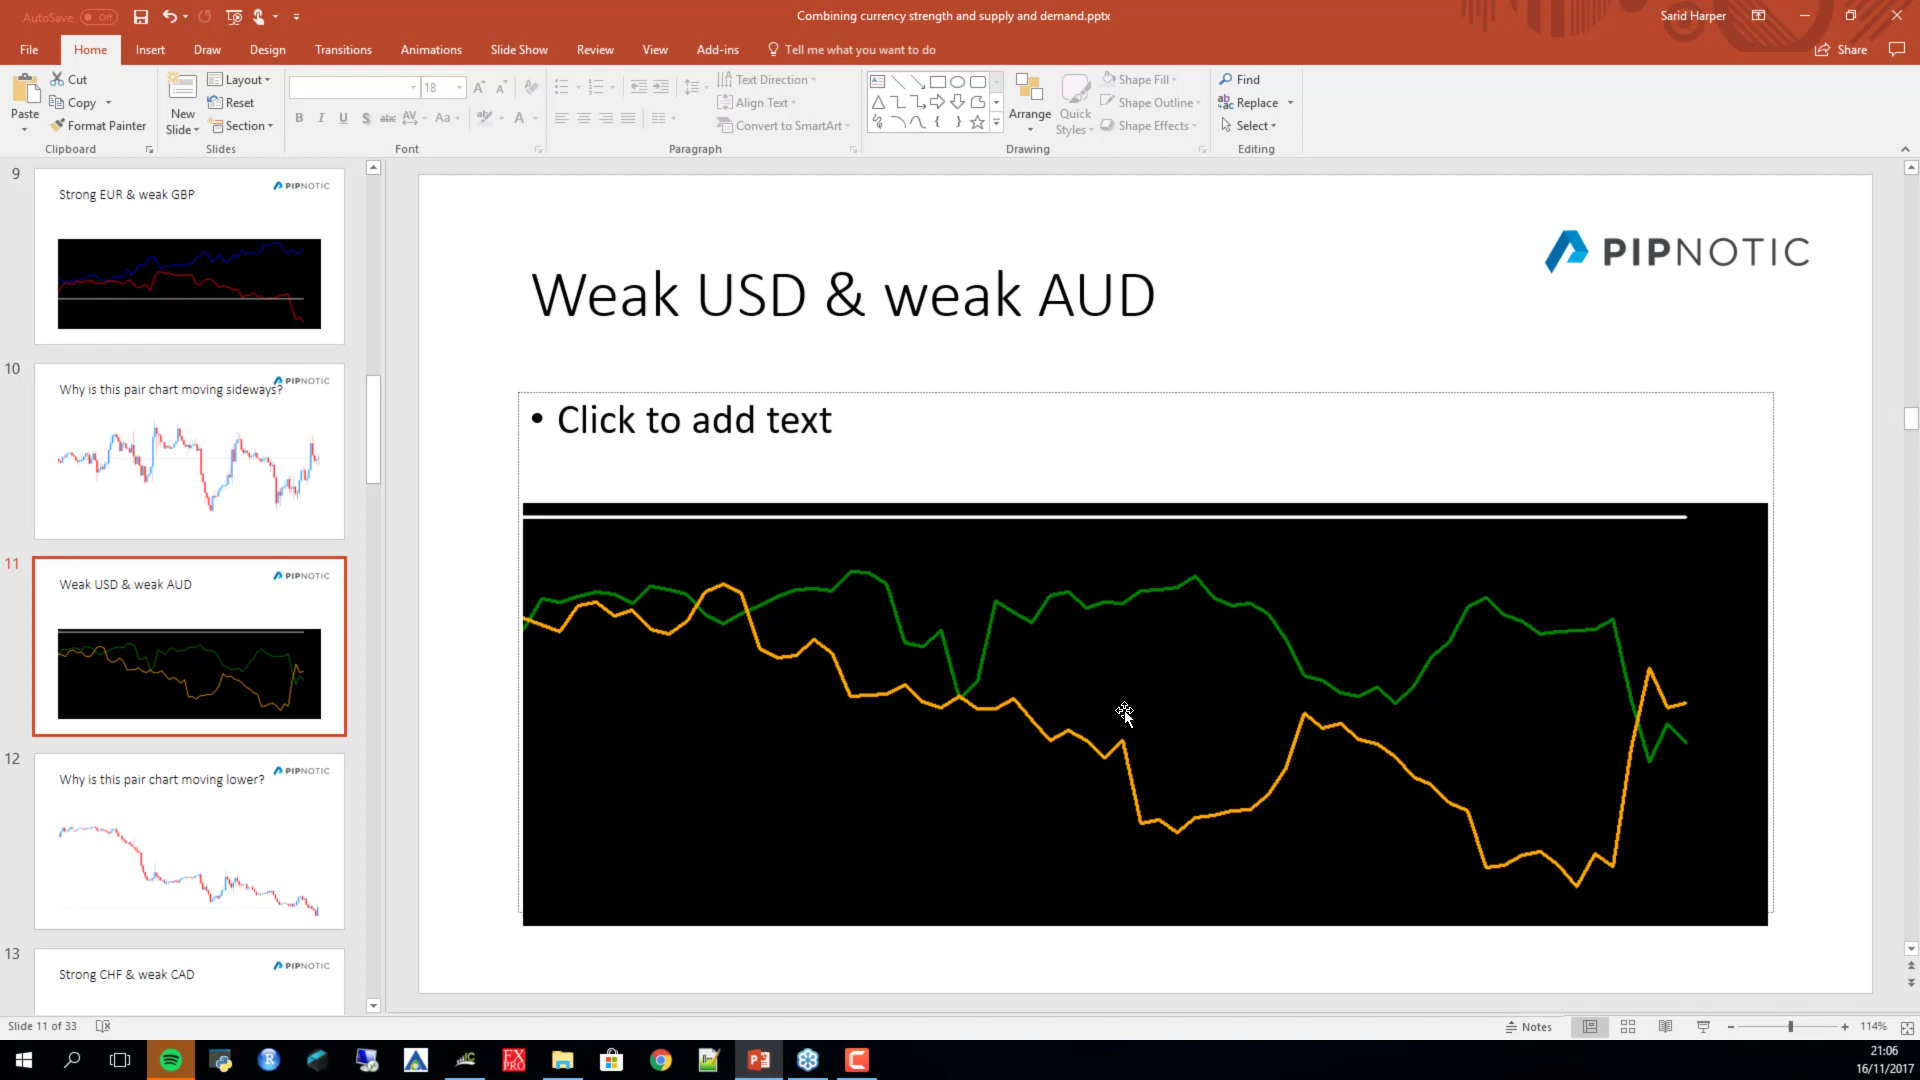 AutoSave Off
Combining currency strength and supply and demand.pptx
Sarid Harper
File Home Insert Draw Design Transitions Animations Slide Show Review View Add-ins Tell me what you want to do Share
Paste
Cut
Copy
Format Painter
Clipboard
New Slide
Layout
Reset
Section
Slides
18
B I U S abc AV Aa A
Font
Text Direction
Align Text
Convert to SmartArt
Paragraph
Arrange
Quick Styles
Shape Fill
Shape Outline
Shape Effects
Drawing
Find
Replace
Select
Editing
9
Strong EUR & weak GBP
PIPNOTIC
10
Why is this pair chart moving sideways?
PIPNOTIC
11
Weak USD & weak AUD
PIPNOTIC
12
Why is this pair chart moving lower?
PIPNOTIC
13
Strong CHF & weak CAD
PIPNOTIC
PIPNOTIC
Weak USD & weak AUD
• Click to add text
Slide 11 of 33
Notes
114%
FX PRO
21:06
16/11/2017